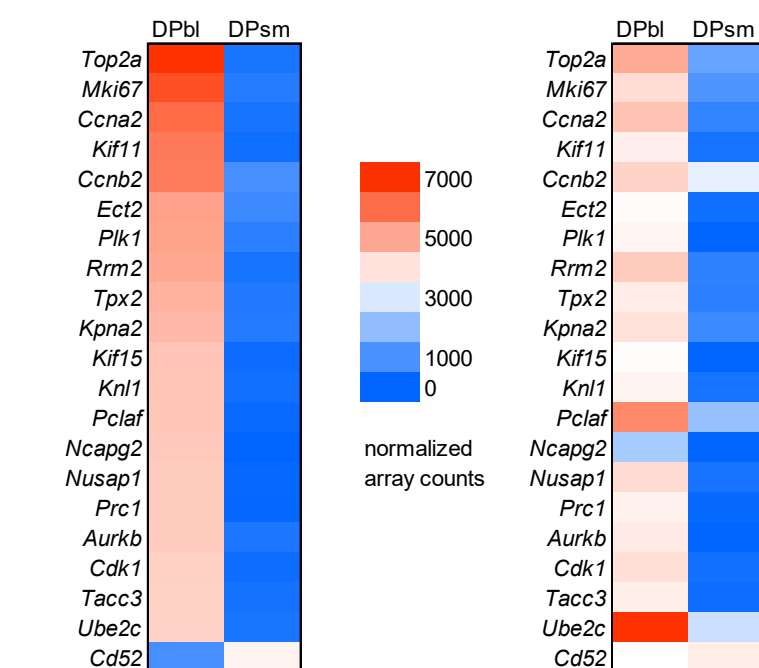 DPbl DPsm
Top2a
Mki67
Ccna2
Kif11
Ccnb2
Ect2
Plk1
Rrm2
Tpx2
Kpna2
Kif15
Knl1
Pclaf
Ncapg2
Nusap1
Prc1
Aurkb
Cdk1
Tacc3
Ube2c
Cd52
7000
5000
3000
1000
0
normalized
array counts
DPbl DPsm
Top2a
Mki67
Ccna2
Kif11
Ccnb2
Ect2
Plk1
Rrm2
Tpx2
Kpna2
Kif15
Knl1
Pclaf
Ncapg2
Nusap1
Prc1
Aurkb
Cdk1
Tacc3
Ube2c
Cd52